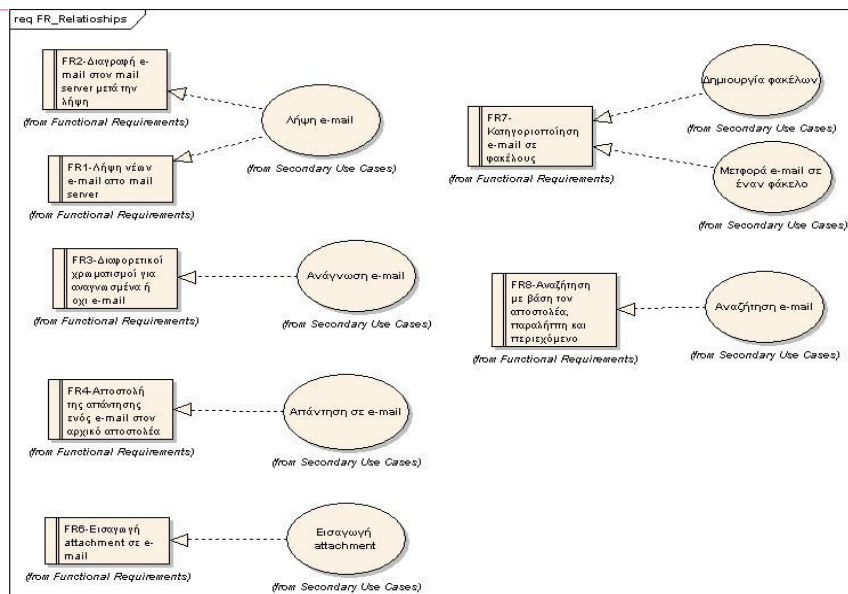 req FR_Relatioships
FR2-Διαγραφή e-
mail στον mail
server μετά την
λήψη
(from Functional Requirements)
Λήψη e-mail
(from Secondary Use Cases)
FR1-Λήψη νέων
e-mail απο mail
server
(from Functional Requirements)
FR3-Διαφορετικοί
χρωματισμοί για
αναγνωσμένα ή
οχι e-mail
(from Functional Requirements)
Ανάγνωση e-mail
(from Secondary Use Cases)
FR4-Αποστολή
της απάντησης
ενός e-mail στον
αρχικό αποστολέα
(from Functional Requirements)
Απάντηση σε e-mail
(from Secondary Use Cases)
FR6-Εισαγωγή
attachment σε e-
mail
(from Functional Requirements)
Εισαγωγή
attachment
(from Secondary Use Cases)
Δημιουργία φακέλων
(from Secondary Use Cases)
FR7-
Κατηγοριοποίηση
e-mail σε
φακέλους
(from Functional Requirements)
Μετφορά e-mail σε
έναν φάκελο
(from Secondary Use Cases)
FR8-Αναζήτηση
με βάση τον
αποστολέα,
παραλήπτη και
περιεχόμενο
(from Functional Requirements)
Αναζήτηση e-mail
(from Secondary Use Cases)